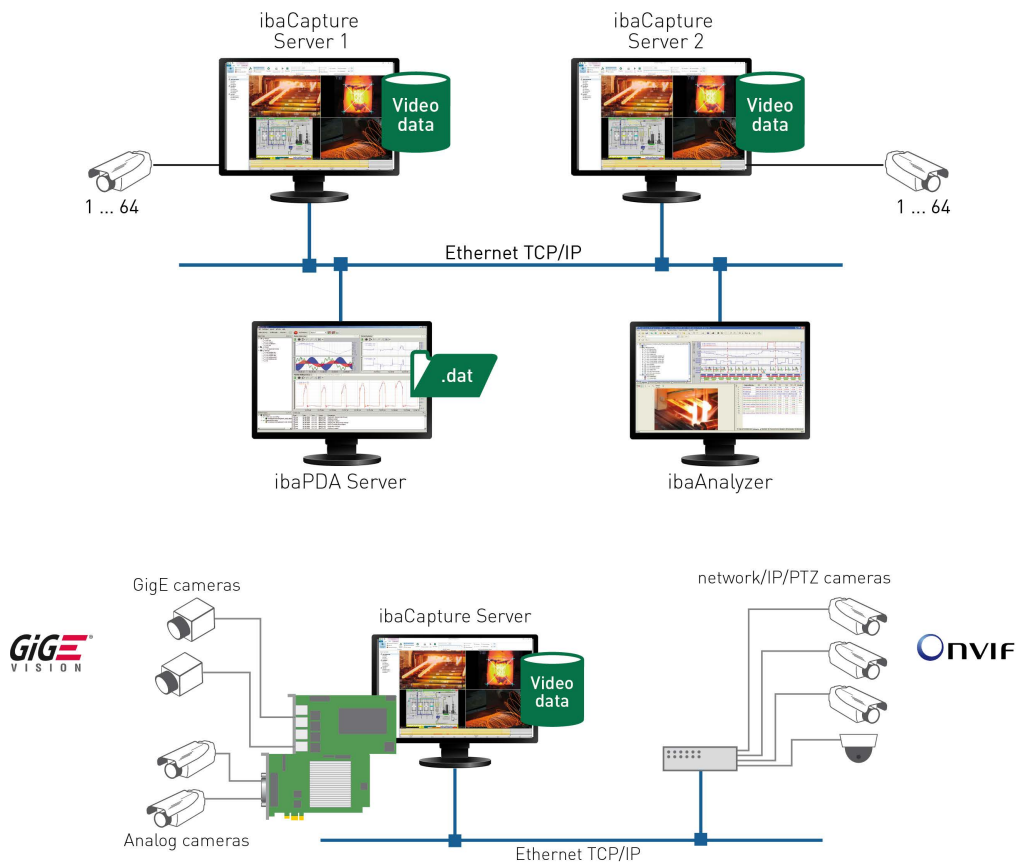 ibaCapture
Server 1
ibaCapture
Server 2
Video
data
Video
data
1 ... 64
1 ... 64
Ethernet TCP/IP
.dat
ibaPDA Server
ibaAnalyzer
GigE cameras
network/IP/PTZ cameras
ibaCapture Server
GiGE
VISION
ONVIF
Video
data
Analog cameras
Ethernet TCP/IP